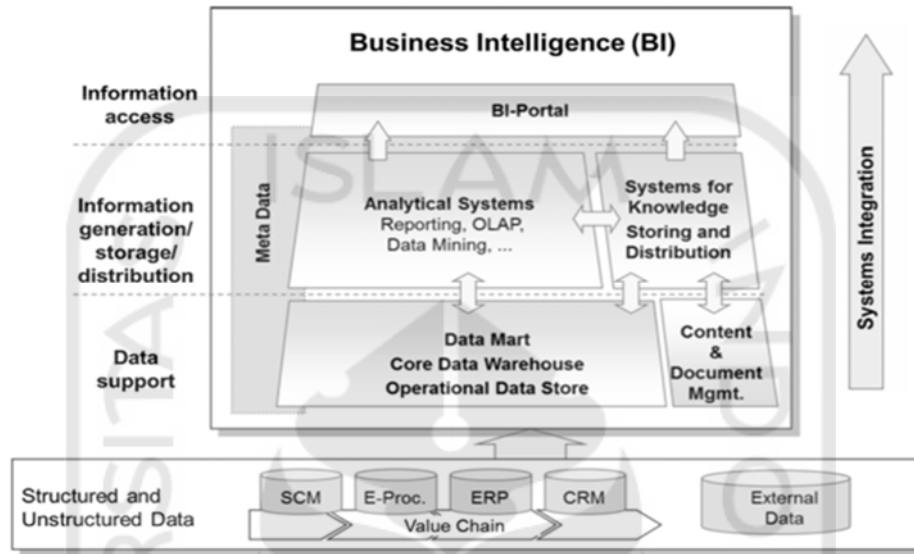 Business Intelligence (BI)
Information
access
BI-Portal
Meta Data
Information
generation/
storage/
distribution
Analytical Systems
Reporting, OLAP,
Data Mining, ...
Systems for
Knowledge
Storing and
Distribution
Data
support
Data Mart
Core Data Warehouse
Operational Data Store
Content
&
Document
Mgmt.
Systems Integration
Structured and
Unstructured Data
SCM
E-Proc.
ERP
CRM
Value Chain
External
Data
ISLAM